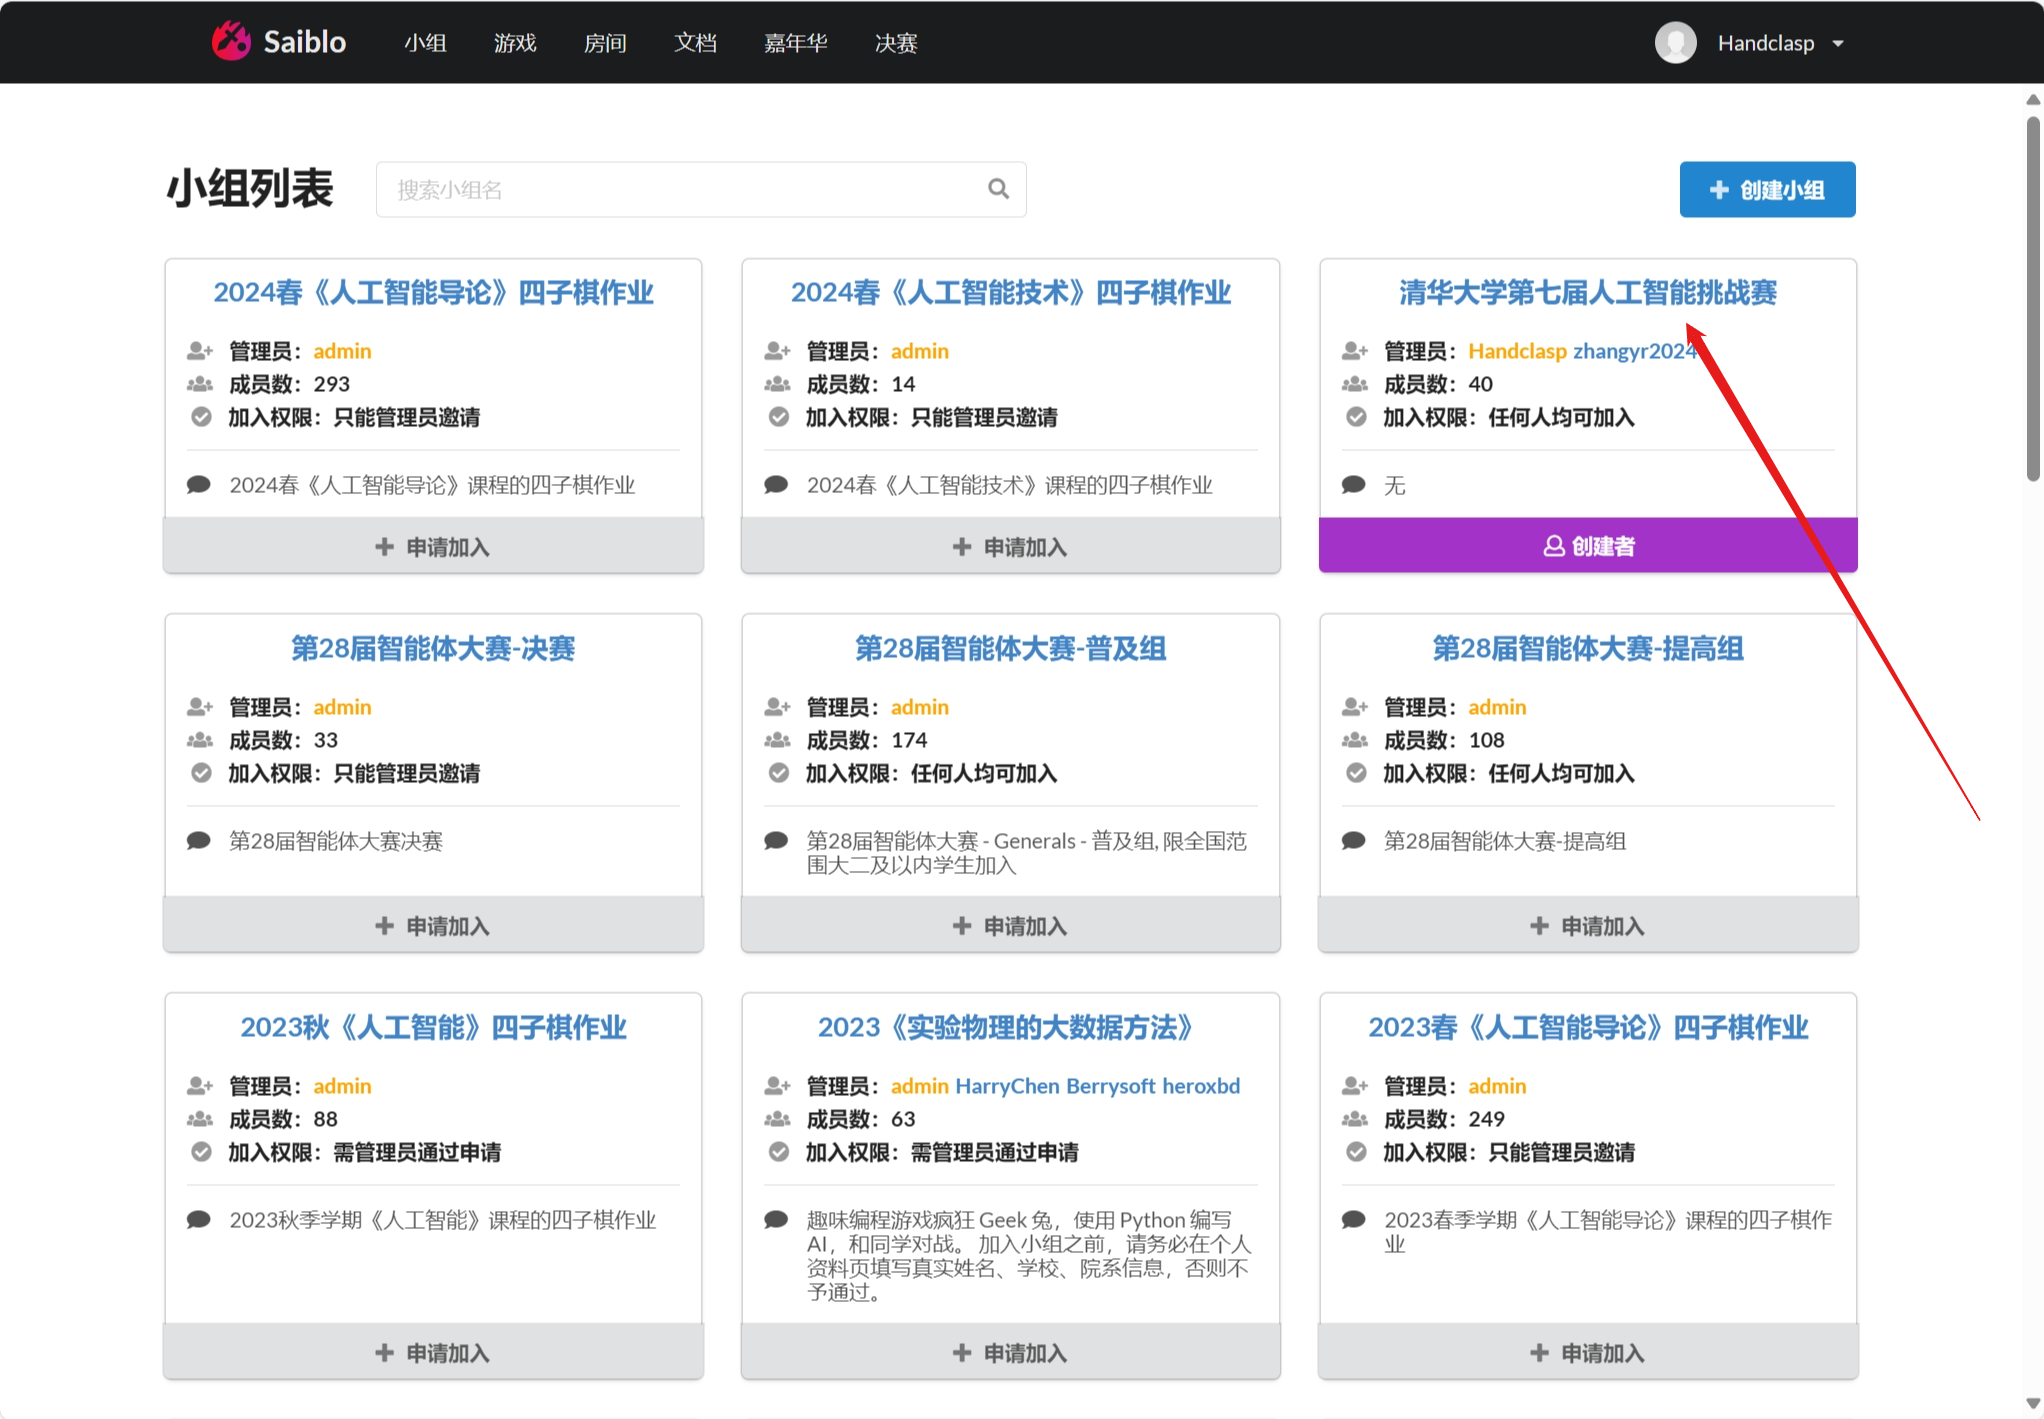 Saiblo 小组 游戏 房间 文档 嘉年华 决赛 Handclasp
小组列表 搜索小组名 创建小组
2024春《人工智能导论》四子棋作业
管理员：admin
成员数：293
加入权限：只能管理员邀请
2024春《人工智能导论》课程的四子棋作业
申请加入
2024春《人工智能技术》四子棋作业
管理员：admin
成员数：14
加入权限：只能管理员邀请
2024春《人工智能技术》课程的四子棋作业
申请加入
清华大学第七届人工智能挑战赛
管理员：Handclasp zhangyr2024
成员数：40
加入权限：任何人均可加入
无
创建者
第28届智能体大赛-决赛
管理员：admin
成员数：33
加入权限：只能管理员邀请
第28届智能体大赛决赛
申请加入
第28届智能体大赛-普及组
管理员：admin
成员数：174
加入权限：任何人均可加入
第28届智能体大赛 - Generals - 普及组, 限全国范
围大二及以内学生加入
申请加入
第28届智能体大赛-提高组
管理员：admin
成员数：108
加入权限：任何人均可加入
第28届智能体大赛-提高组
申请加入
2023秋《人工智能》四子棋作业
管理员：admin
成员数：88
加入权限：需管理员通过申请
2023秋季学期《人工智能》课程的四子棋作业
申请加入
2023《实验物理的大数据方法》
管理员：admin HarryChen Berrysoft heroxbd
成员数：63
加入权限：需管理员通过申请
趣味编程游戏疯狂 Geek 兔，使用 Python 编写
AI，和同学对战。 加入小组之前，请务必在个人
资料页填写真实姓名、学校、院系信息，否则不
予通过。
申请加入
2023春《人工智能导论》四子棋作业
管理员：admin
成员数：249
加入权限：只能管理员邀请
2023春季学期《人工智能导论》课程的四子棋作
业
申请加入